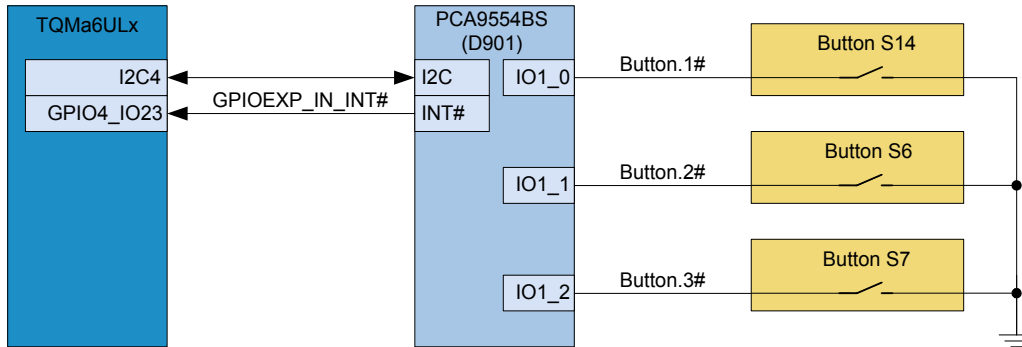 TQMa6ULx
I2C4
GPIO4_IO23
GPIOEXP_IN_INT#
PCA9554BS
(D901)
I2C
INT#
IO1_0
IO1_1
IO1_2
Button.1#
Button.2#
Button.3#
Button S14
Button S6
Button S7